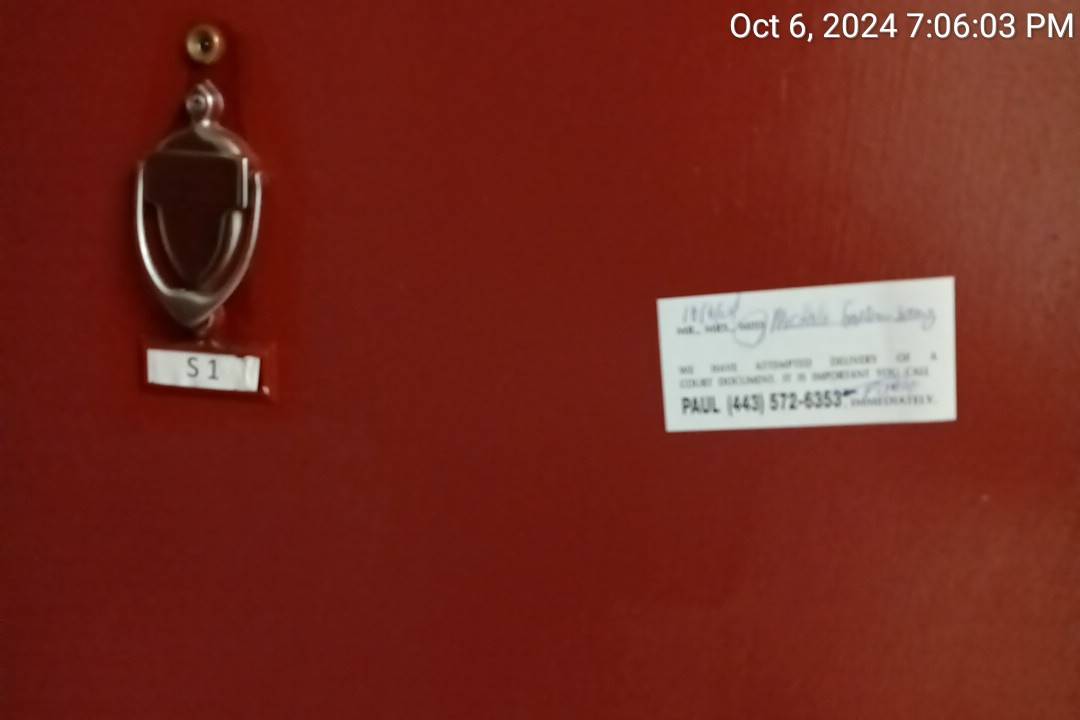 Oct 6, 2024 7:06:03 PM
S 1
MR., MRS., MISS
WE HAVE ATTEMPTED DELIVERY OF A
COURT DOCUMENT. IT IS IMPORTANT YOU CALL
PAUL (443) 572-6353 IMMEDIATELY.